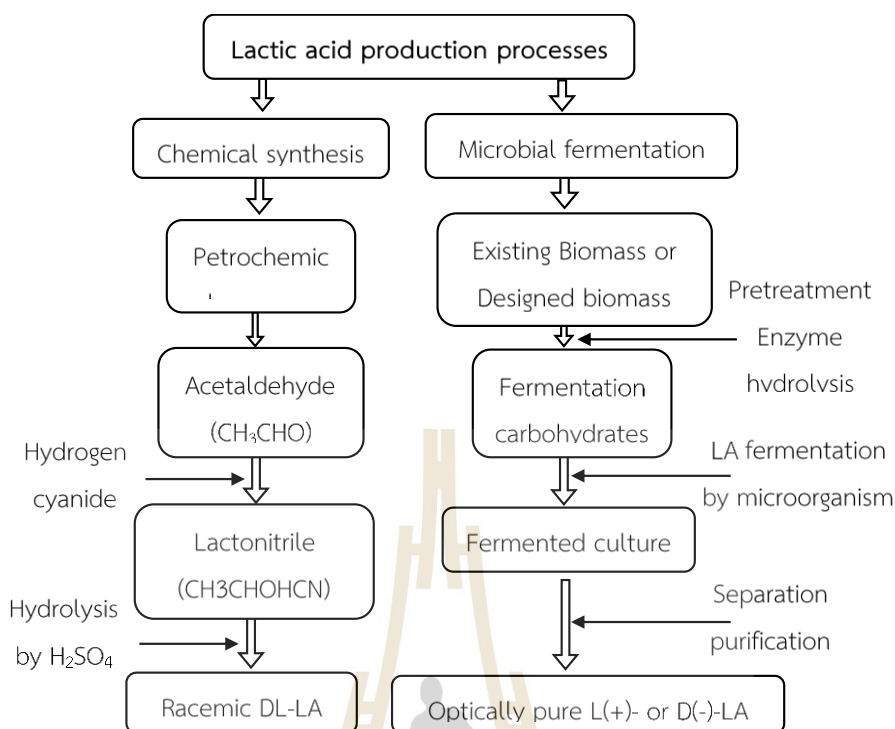 Lactic acid production processes
Chemical synthesis
Microbial fermentation
Petrochemic
Existing Biomass or
Designed biomass
Pretreatment
Enzyme
hydrolysis
Acetaldehyde
(CH₃CHO)
Fermentation
carbohydrates
Hydrogen
cyanide
LA fermentation
by microorganism
Lactonitrile
(CH3CHOHCN)
Fermented culture
Hydrolysis
by H₂SO₄
Separation
purification
Racemic DL-LA
Optically pure L(+)- or D(-)-LA